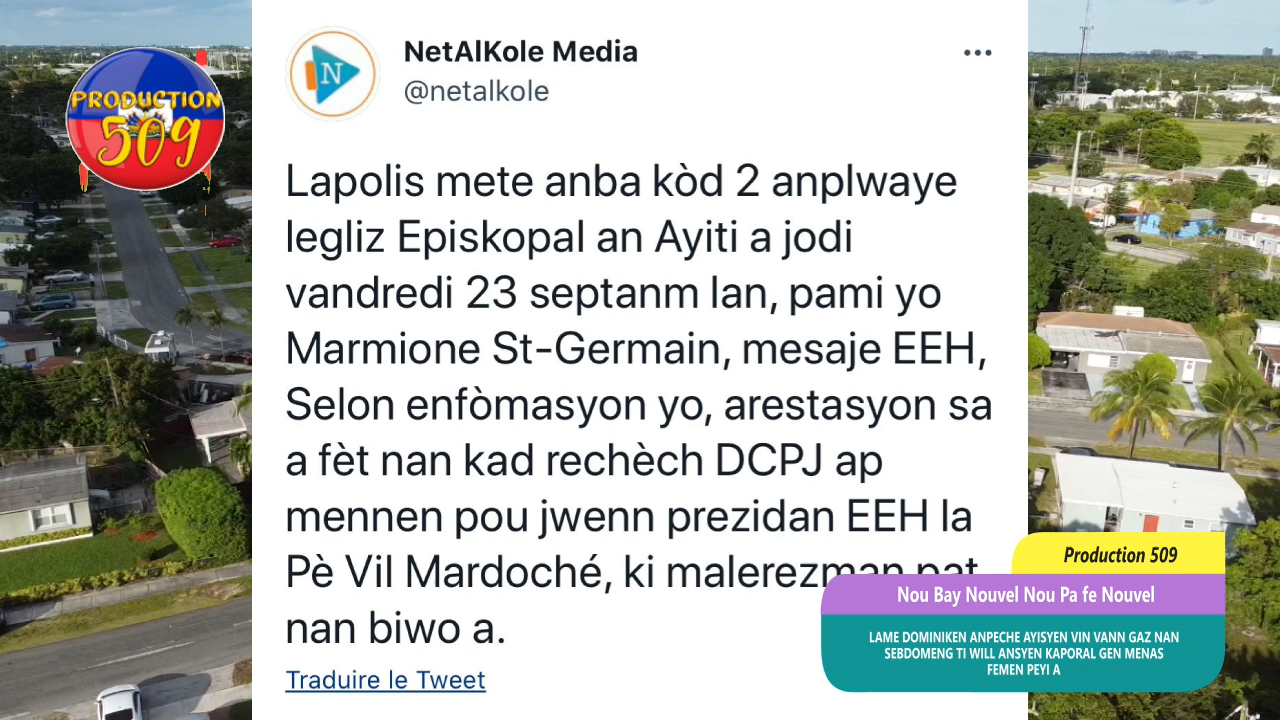 PRODUCTION
509
NetAlKole Media
@netalkole
Lapolis mete anba kòd 2 anplwaye
legliz Episkopal an Ayiti a jodi
vandredi 23 septanm lan, pami yo
Marmione St-Germain, mesaje EEH,
Selon enfòmasyon yo, arestasyon sa
a fèt nan kad rechèch DCPJ ap
mennen pou jwenn prezidan EEH la
Pè Vil Mardoché, ki malerezman pat
nan biwo a.
Traduire le Tweet
Production 509
Nou Bay Nouvel Nou Pa fe Nouvel
LAME DOMINIKEN ANPECHE AYISYEN VIN VANN GAZ NAN
SEBDOMENG TI WILL ANSYEN KAPORAL GEN MENAS
FEMEN PEYI A